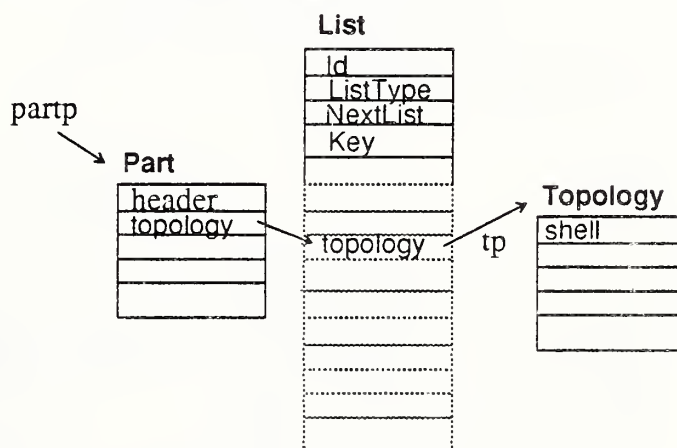 List
Id
ListType
NextList
Key
partp
Part
header
topology
topology
tp
Topology
shell